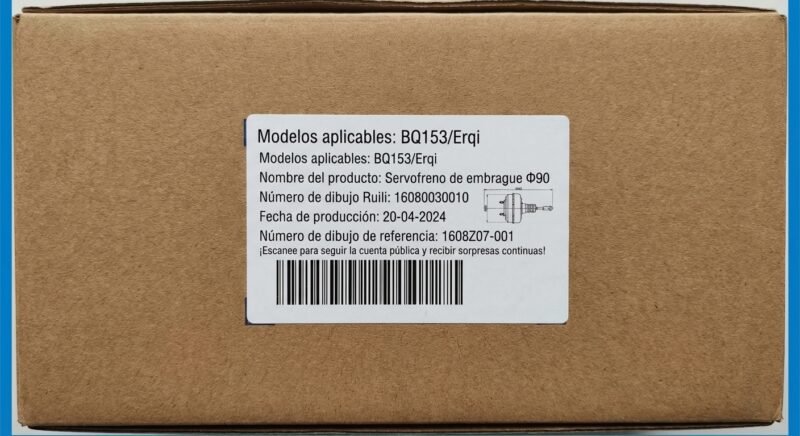 Modelos aplicables: BQ153/Erqi
Modelos aplicables: BQ153/Erqi
Nombre del producto: Servofreno de embrague Φ90
Número de dibujo Ruili: 16080030010
Fecha de producción: 20-04-2024
Número de dibujo de referencia: 1608Z07-001
¡Escanee para seguir la cuenta pública y recibir sorpresas continuas!